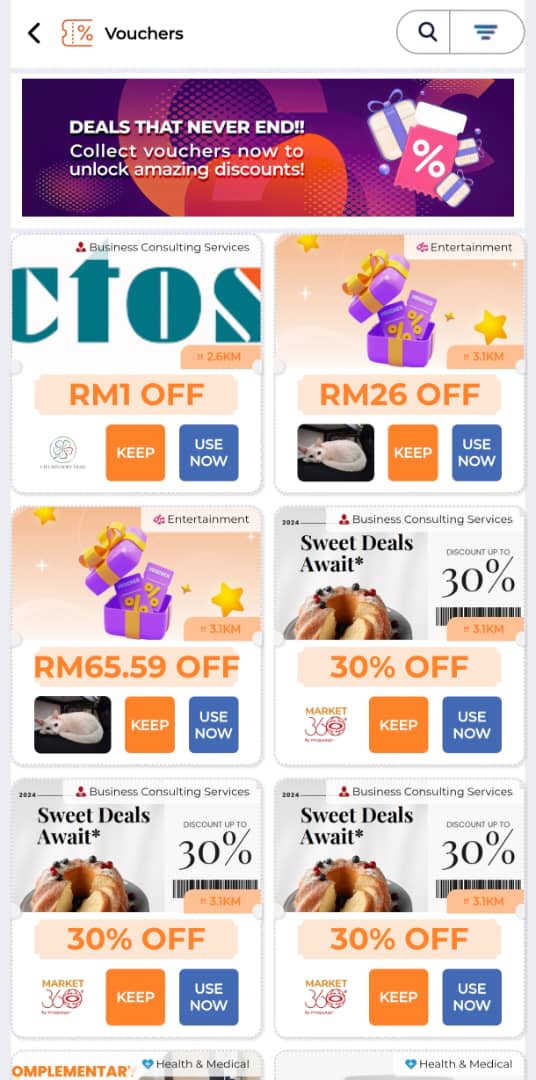 Vouchers
DEALS THAT NEVER END!!
Collect vouchers now to
unlock amazing discounts!
Business Consulting Services
ctos
2.6KM
RM1 OFF
KEEP
USE
NOW
Entertainment
VOUCHER
VOUCHER
3.1KM
RM26 OFF
KEEP
USE
NOW
Entertainment
VOUCHER
VOUCHER
3.1KM
RM65.59 OFF
KEEP
USE
NOW
2024
Business Consulting Services
Sweet Deals
Await*
DISCOUNT UP TO
30%
3.1KM
30% OFF
MARKET
360
KEEP
USE
NOW
2024
Business Consulting Services
Sweet Deals
Await*
DISCOUNT UP TO
30%
3.1KM
30% OFF
MARKET
360
KEEP
USE
NOW
2024
Business Consulting Services
Sweet Deals
Await*
DISCOUNT UP TO
30%
3.1KM
30% OFF
MARKET
360
KEEP
USE
NOW
OMPLEMENTARY
Health & Medical
Health & Medical